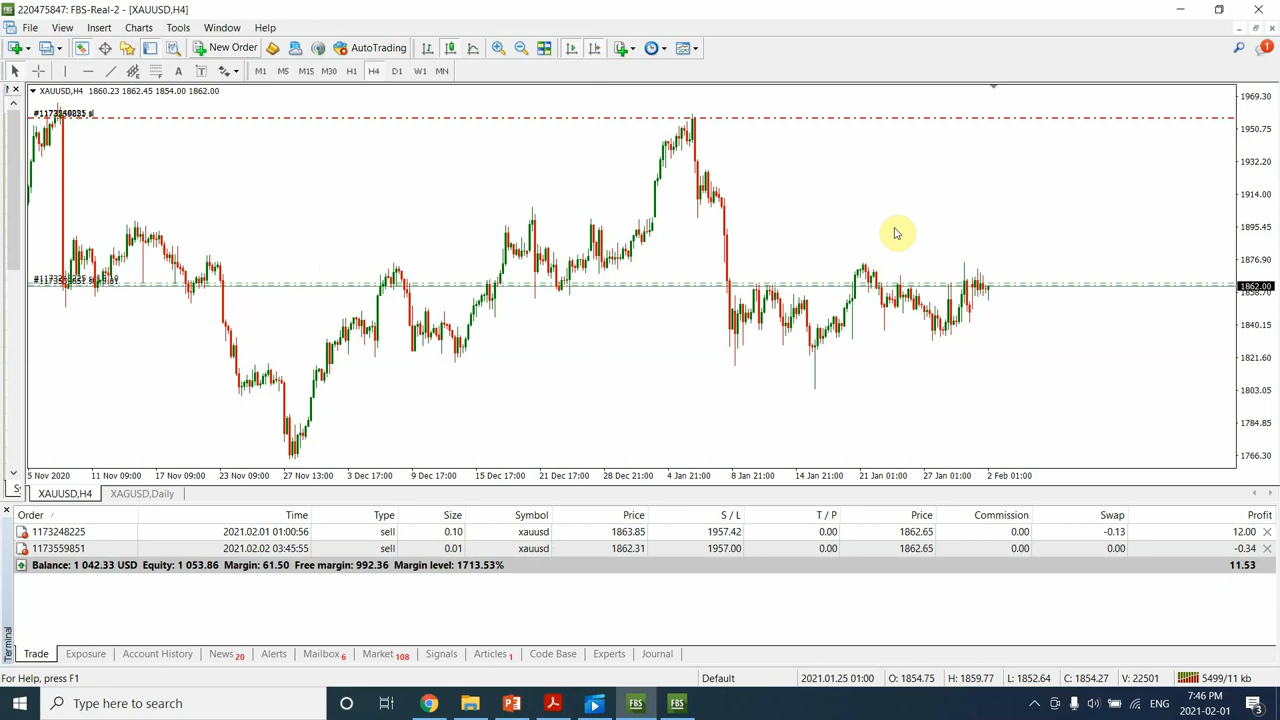 220475847: FBS-Real-2 - [XAUUSD,H4]
File View Insert Charts Tools Window Help
New Order AutoTrading
M1 M5 M15 M30 H1 H4 D1 W1 MN
XAUUSD,H4 1860.23 1862.45 1854.00 1862.00
1969.30
1950.75
1932.20
1914.00
1895.45
1876.90
1862.00
1840.15
1821.60
1803.05
1784.85
1766.30
5 Nov 2020 11 Nov 09:00 17 Nov 09:00 23 Nov 09:00 27 Nov 13:00 3 Dec 17:00 9 Dec 17:00 15 Dec 17:00 21 Dec 17:00 28 Dec 21:00 4 Jan 21:00 8 Jan 21:00 14 Jan 21:00 21 Jan 01:00 27 Jan 01:00 2 Feb 01:00
XAUUSD,H4 XAGUSD,Daily
Order Time Type Size Symbol Price S / L T / P Price Commission Swap Profit
1173248225 2021.02.01 01:00:56 sell 0.10 xauusd 1863.85 1957.42 0.00 1862.65 0.00 -0.13 12.00
1173559851 2021.02.02 03:45:55 sell 0.01 xauusd 1862.31 1957.00 0.00 1862.65 0.00 0.00 -0.34
Balance: 1 042.33 USD Equity: 1 053.86 Margin: 61.50 Free margin: 992.36 Margin level: 1713.53% 11.53
Terminal
Trade Exposure Account History News 20 Alerts Mailbox 6 Market 108 Signals Articles 1 Code Base Experts Journal
For Help, press F1 Default 2021.01.25 01:00 O: 1854.75 H: 1859.77 L: 1852.64 C: 1854.27 V: 22501 5499/11 kb
Type here to search
FBS FBS
ENG
7:46 PM
2021-02-01
3